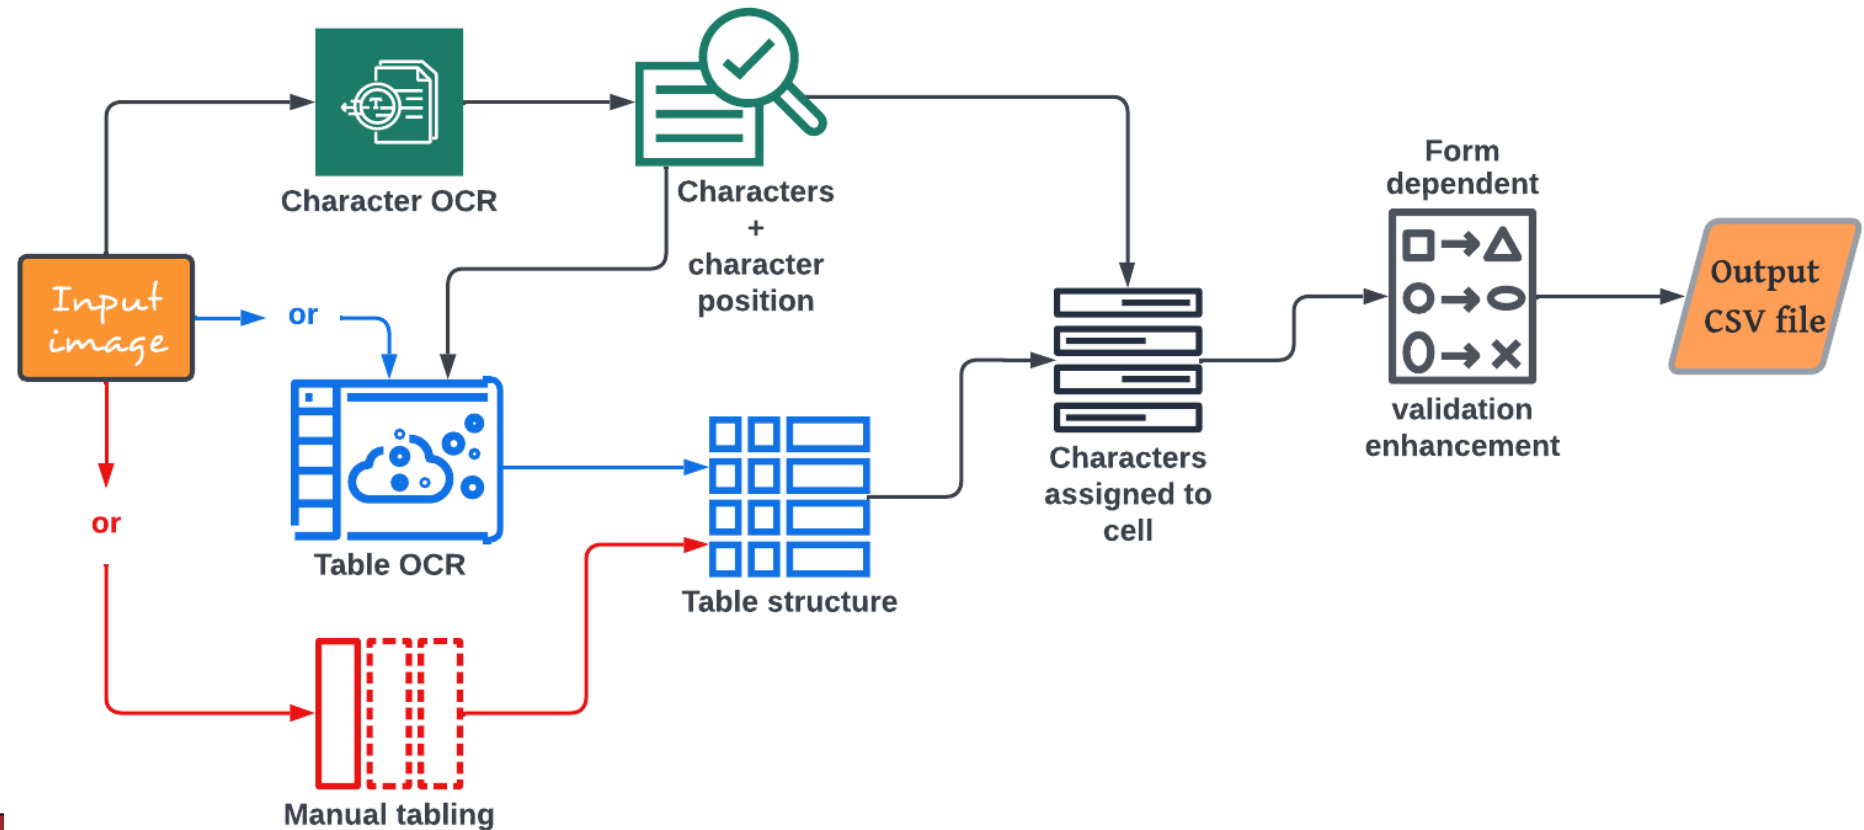 Character OCR
Characters
+
character
position
Input
image
or
or
Table OCR
Manual tabling
Table structure
Characters
assigned to
cell
Form
dependent
validation
enhancement
Output
CSV file